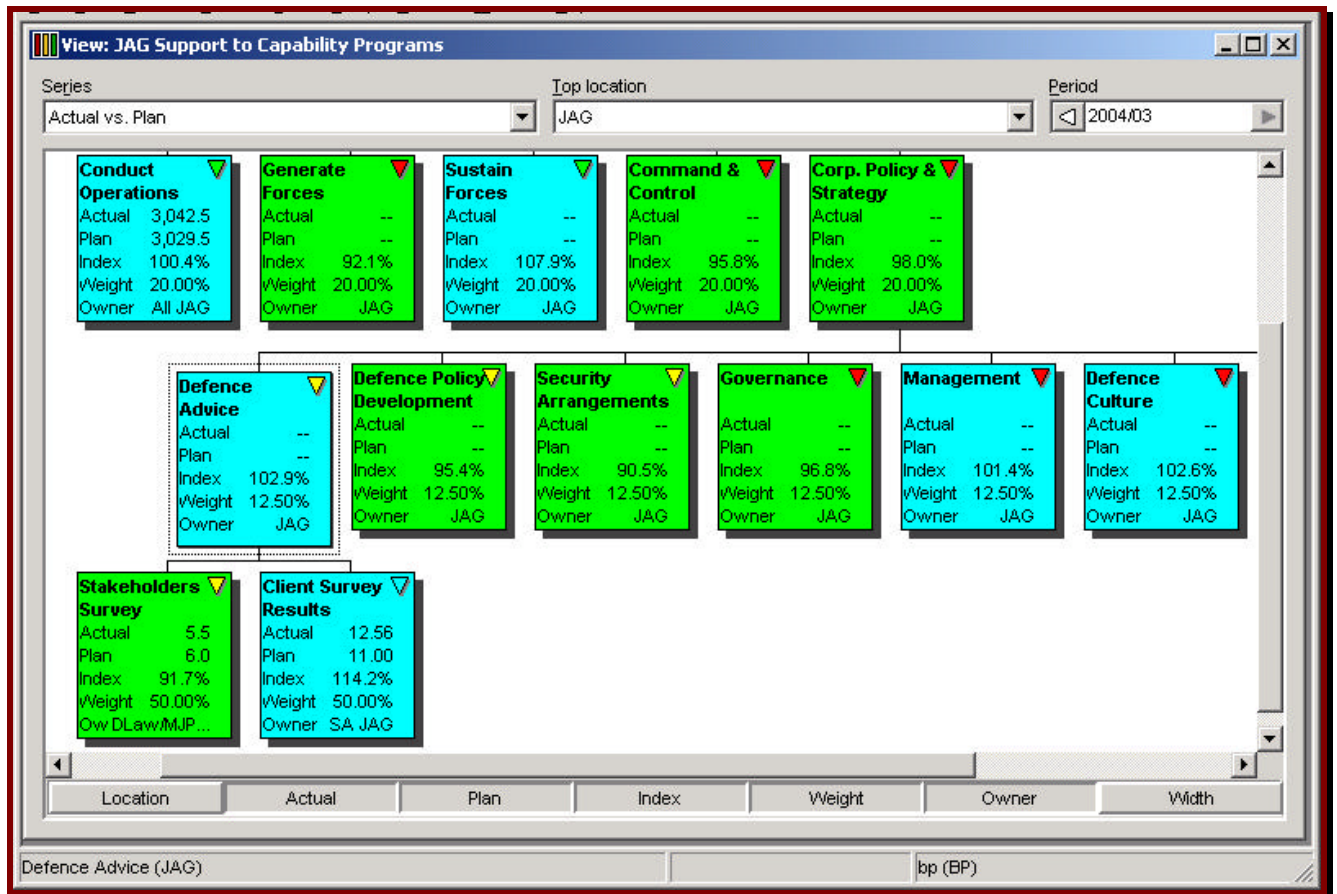 View: JAG Support to Capability Programs
Series
Top location
Period
Actual vs. Plan
JAG
2004/03
Conduct
Operations
Actual 3,042.5
Plan 3,029.5
Index 100.4%
Weight 20.00%
Owner All JAG
Generate
Forces
Actual --
Plan --
Index 92.1%
Weight 20.00%
Owner JAG
Sustain
Forces
Actual --
Plan --
Index 107.9%
Weight 20.00%
Owner JAG
Command &
Control
Actual --
Plan --
Index 95.8%
Weight 20.00%
Owner JAG
Corp. Policy &
Strategy
Actual --
Plan --
Index 98.0%
Weight 20.00%
Owner JAG
Defence
Advice
Actual --
Plan --
Index 102.9%
Weight 12.50%
Owner JAG
Defence Policy
Development
Actual --
Plan --
Index 95.4%
Weight 12.50%
Owner JAG
Security
Arrangements
Actual --
Plan --
Index 90.5%
Weight 12.50%
Owner JAG
Governance
Actual --
Plan --
Index 96.8%
Weight 12.50%
Owner JAG
Management
Actual --
Plan --
Index 101.4%
Weight 12.50%
Owner JAG
Defence
Culture
Actual --
Plan --
Index 102.6%
Weight 12.50%
Owner JAG
Stakeholders
Survey
Actual 5.5
Plan 6.0
Index 91.7%
Weight 50.00%
Ow DLaw/MJP...
Client Survey
Results
Actual 12.56
Plan 11.00
Index 114.2%
Weight 50.00%
Owner SA JAG
Location Actual Plan Index Weight Owner Width
Defence Advice (JAG)
bp (BP)